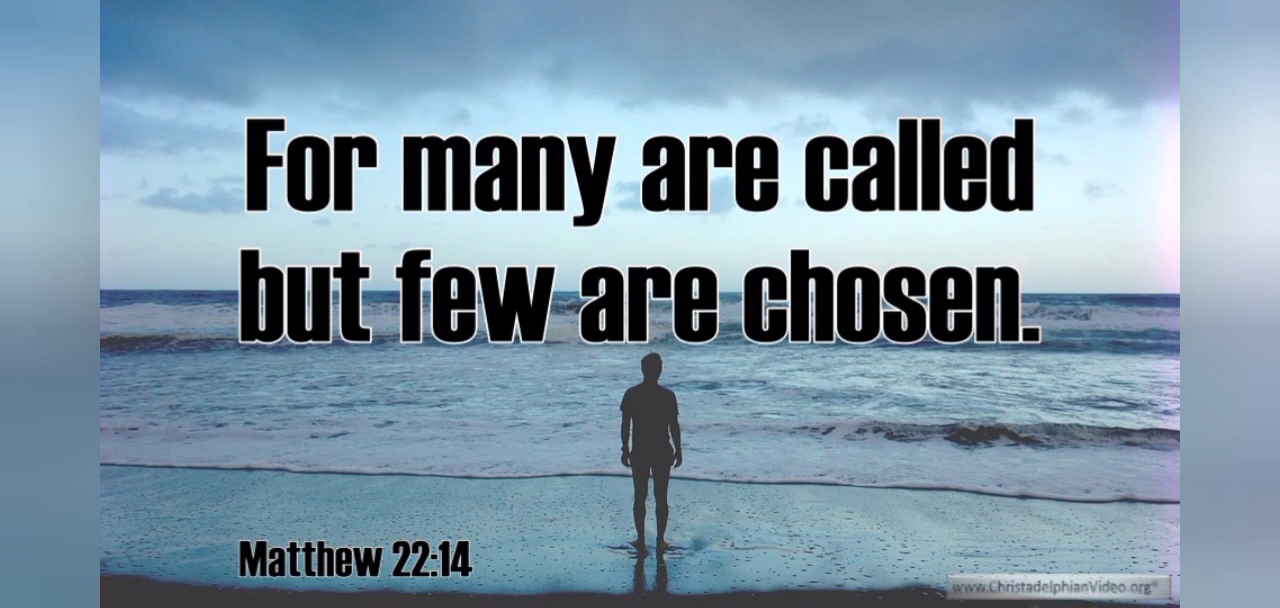 For many are called
but few are chosen.
Matthew 22:14
www.ChristadelphianVideo.org®